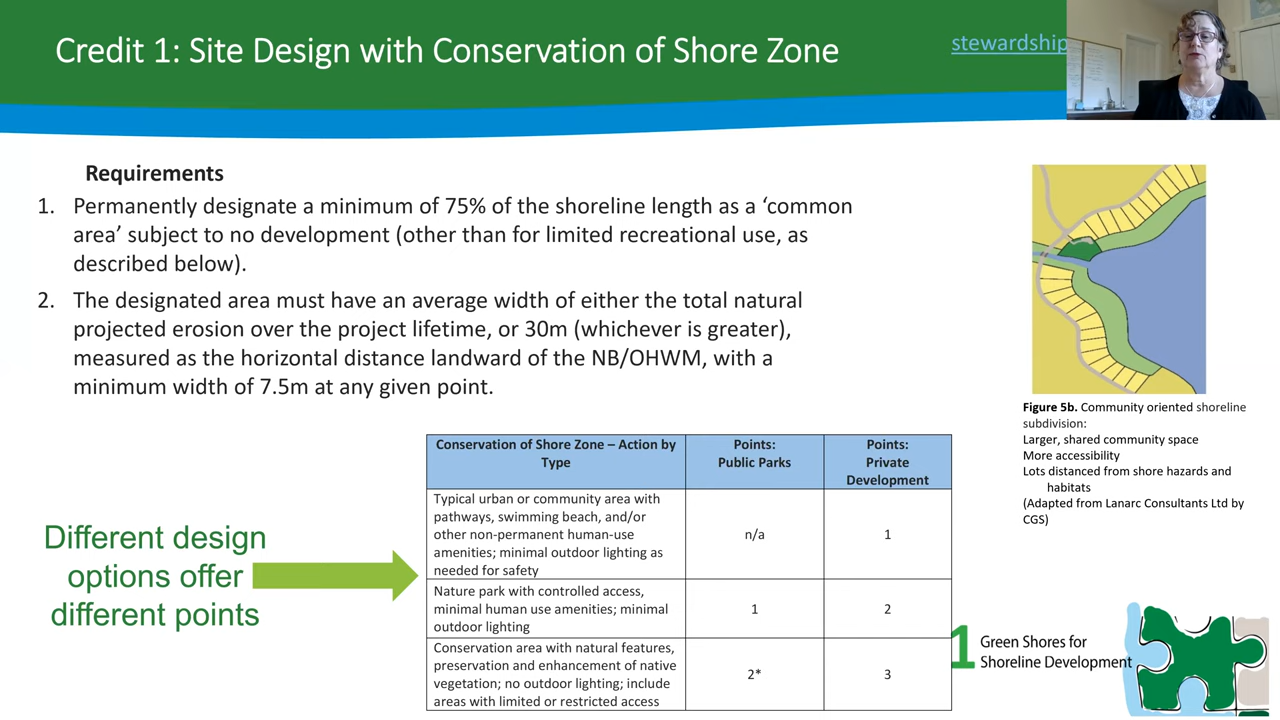 Credit 1: Site Design with Conservation of Shore Zone
stewardship
Requirements
1. Permanently designate a minimum of 75% of the shoreline length as a ‘common
area’ subject to no development (other than for limited recreational use, as
described below).
2. The designated area must have an average width of either the total natural
projected erosion over the project lifetime, or 30m (whichever is greater),
measured as the horizontal distance landward of the NB/OHWM, with a
minimum width of 7.5m at any given point.
Figure 5b. Community oriented shoreline
subdivision:
Larger, shared community space
More accessibility
Lots distanced from shore hazards and
habitats
(Adapted from Lanarc Consultants Ltd by
CGS)
Different design
options offer
different points
Conservation of Shore Zone – Action by
Type
Points:
Public Parks
Points:
Private
Development
Typical urban or community area with
pathways, swimming beach, and/or
other non-permanent human-use
amenities; minimal outdoor lighting as
needed for safety
n/a
1
Nature park with controlled access,
minimal human use amenities; minimal
outdoor lighting
1
2
Conservation area with natural features,
preservation and enhancement of native
vegetation; no outdoor lighting; include
areas with limited or restricted access
2*
3
1
Green Shores for
Shoreline Development